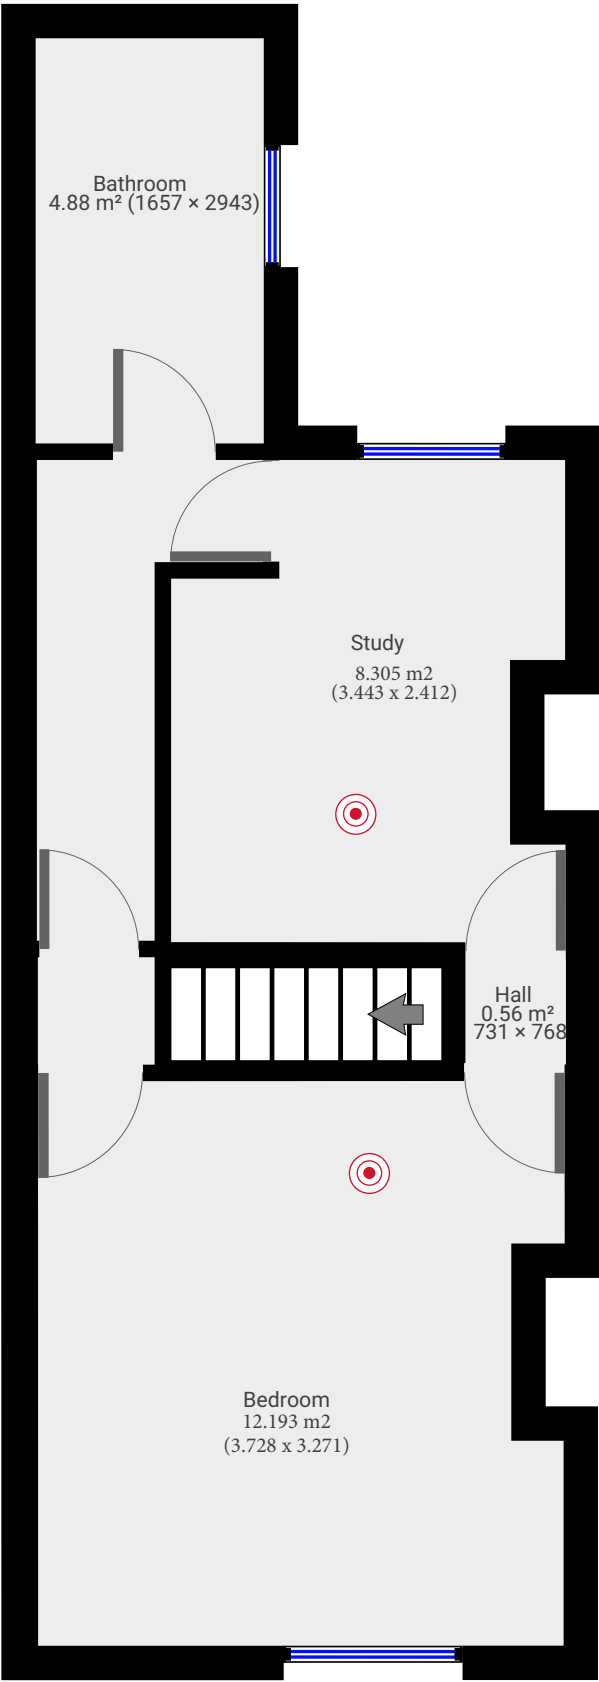 Bathroom
4.88 m² (1657 × 2943)
Study
8.305 m2
(3.443 x 2.412)
Hall
0.56 m²
731 × 768
Bedroom
12.193 m2
(3.728 x 3.271)